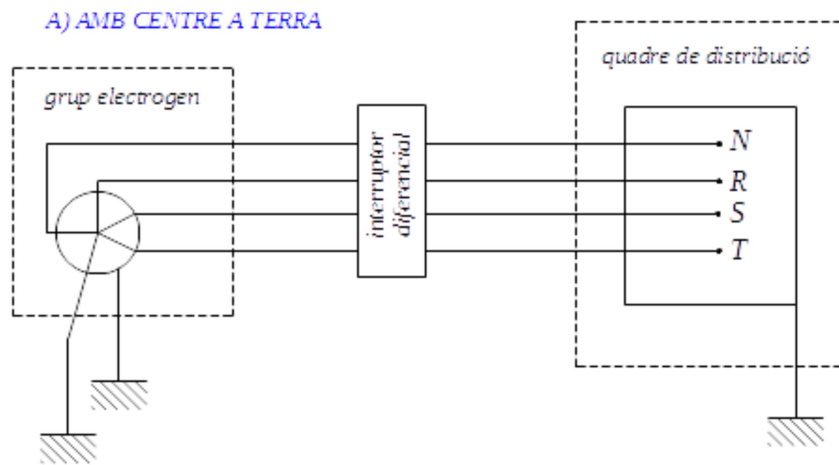 A) AMB CENTRE A TERRA
quadre de distribució
grup electrogen
interruptor
diferencial
N
R
S
T